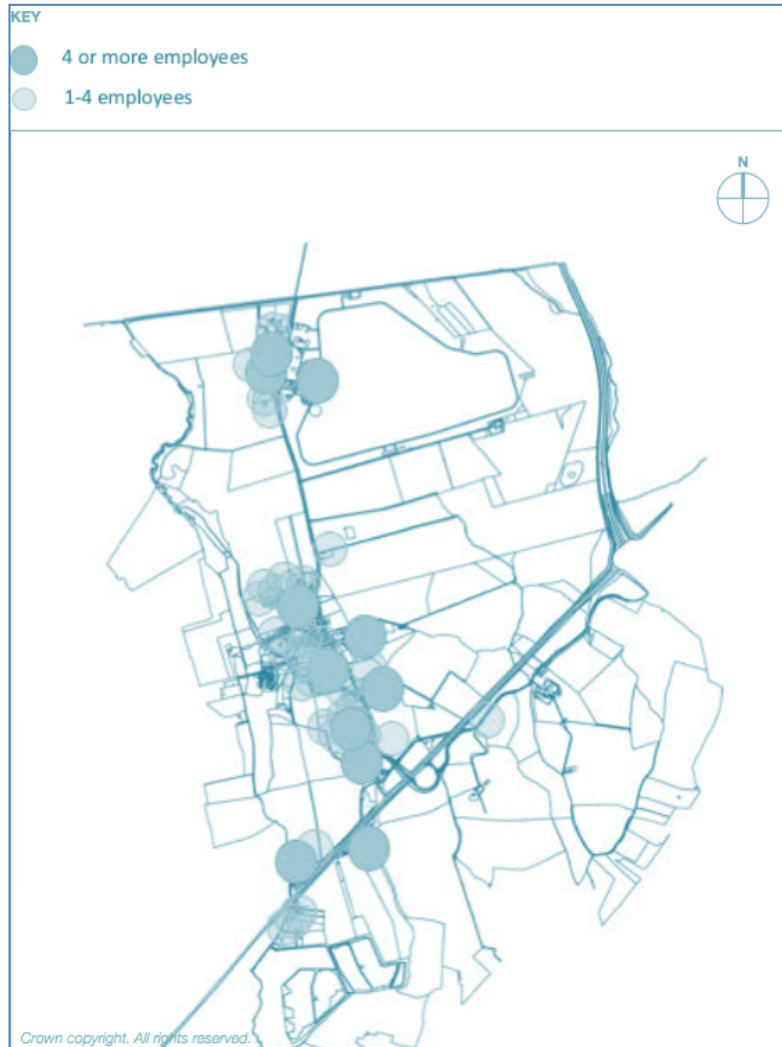 KEY
4 or more employees
1-4 employees
N
Crown copyright. All rights reserved.